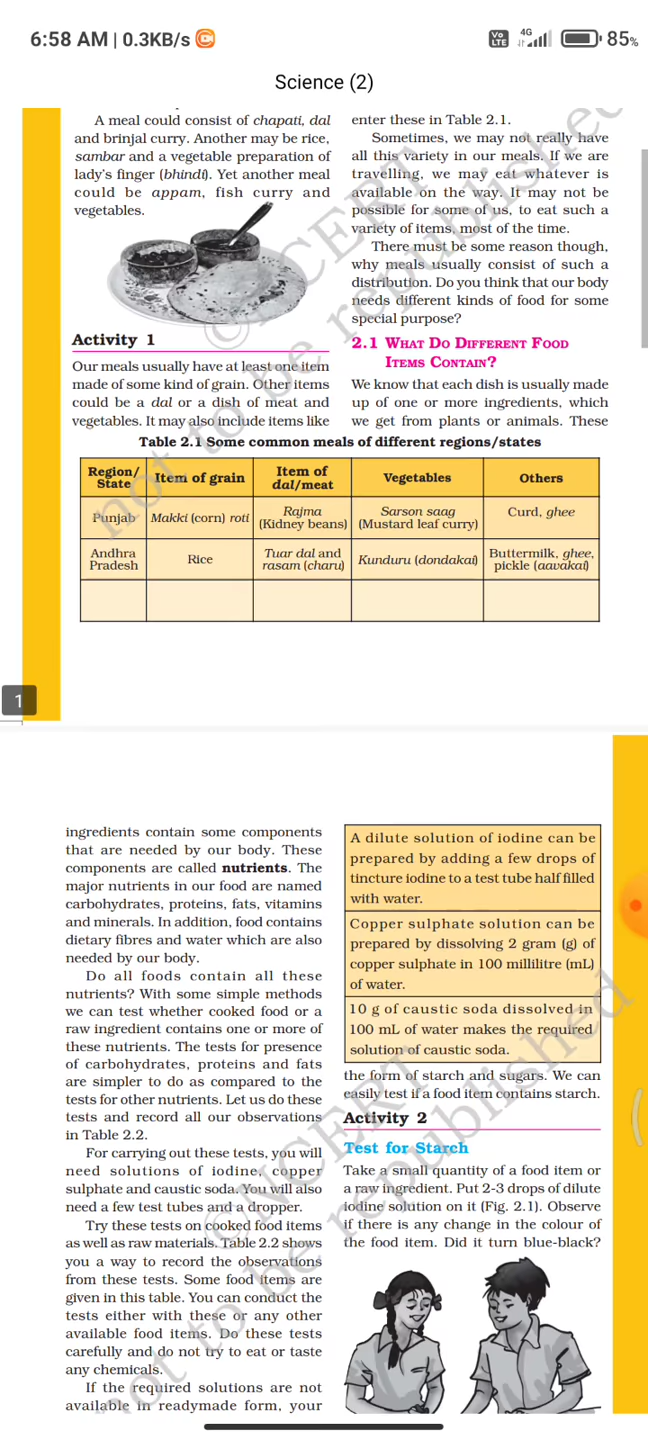 6:58 AM | 0.3KB/s
Vo LTE 4G 85%
Science (2)
A meal could consist of chapati, dal
and brinjal curry. Another may be rice,
sambar and a vegetable preparation of
lady's finger (bhindi). Yet another meal
could be appam, fish curry and
vegetables.
Activity 1
Our meals usually have at least one item
made of some kind of grain. Other items
could be a dal or a dish of meat and
vegetables. It may also include items like
enter these in Table 2.1.
Sometimes, we may not really have
all this variety in our meals. If we are
travelling, we may eat whatever is
available on the way. It may not be
possible for some of us, to eat such a
variety of items, most of the time.
There must be some reason though,
why meals usually consist of such a
distribution. Do you think that our body
needs different kinds of food for some
special purpose?
2.1 WHAT DO DIFFERENT FOOD
ITEMS CONTAIN?
We know that each dish is usually made
up of one or more ingredients, which
we get from plants or animals. These
Table 2.1 Some common meals of different regions/states
Region/ State Item of grain Item of dal/meat Vegetables Others
Punjab Makki (corn) roti Rajma (Kidney beans) Sarson saag (Mustard leaf curry) Curd, ghee
Andhra Pradesh Rice Tuar dal and rasam (charu) Kunduru (dondakai) Buttermilk, ghee, pickle (aavakai)
©NCERT
not to be republished
1
ingredients contain some components
that are needed by our body. These
components are called nutrients. The
major nutrients in our food are named
carbohydrates, proteins, fats, vitamins
and minerals. In addition, food contains
dietary fibres and water which are also
needed by our body.
Do all foods contain all these
nutrients? With some simple methods
we can test whether cooked food or a
raw ingredient contains one or more of
these nutrients. The tests for presence
of carbohydrates, proteins and fats
are simpler to do as compared to the
tests for other nutrients. Let us do these
tests and record all our observations
in Table 2.2.
For carrying out these tests, you will
need solutions of iodine, copper
sulphate and caustic soda. You will also
need a few test tubes and a dropper.
Try these tests on cooked food items
as well as raw materials. Table 2.2 shows
you a way to record the observations
from these tests. Some food items are
given in this table. You can conduct the
tests either with these or any other
available food items. Do these tests
carefully and do not try to eat or taste
any chemicals.
If the required solutions are not
available in readymade form, your
A dilute solution of iodine can be
prepared by adding a few drops of
tincture iodine to a test tube half filled
with water.
Copper sulphate solution can be
prepared by dissolving 2 gram (g) of
copper sulphate in 100 millilitre (mL)
of water.
10 g of caustic soda dissolved in
100 mL of water makes the required
solution of caustic soda.
the form of starch and sugars. We can
easily test if a food item contains starch.
Activity 2
Test for Starch
Take a small quantity of a food item or
a raw ingredient. Put 2-3 drops of dilute
iodine solution on it (Fig. 2.1). Observe
if there is any change in the colour of
the food item. Did it turn blue-black?
©NCERT
not to be republished